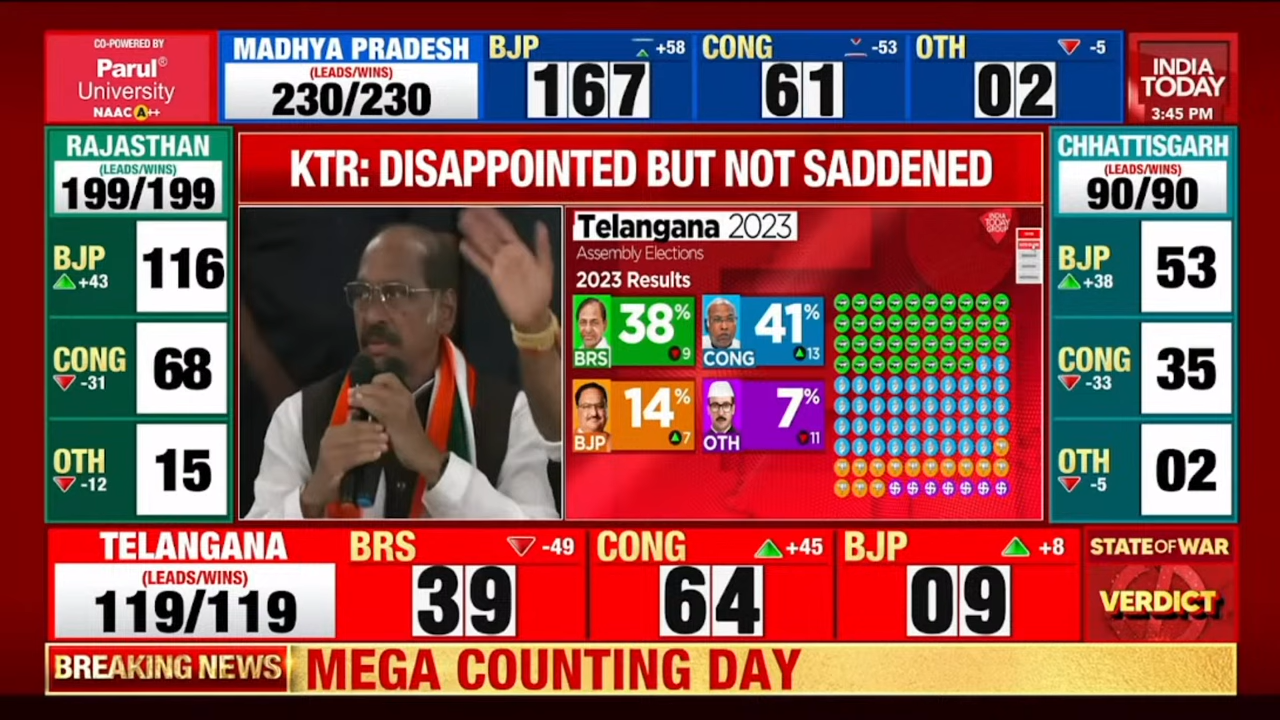 CO-POWERED BY
Parul®
University
NAAC A++
MADHYA PRADESH
(LEADS/WINS)
230/230
BJP +58
167
CONG -53
61
OTH -5
02
INDIA
TODAY
3:45 PM
RAJASTHAN
(LEADS/WINS)
199/199
BJP
+43
116
CONG
-31
68
OTH
-12
15
KTR: DISAPPOINTED BUT NOT SADDENED
Telangana 2023
Assembly Elections
2023 Results
INDIA
TODAY
GROUP
38%
BRS 9
41%
CONG 13
14%
BJP 7
7%
OTH 11
CHHATTISGARH
(LEADS/WINS)
90/90
BJP
+38
53
CONG
-33
35
OTH
-5
02
TELANGANA
(LEADS/WINS)
119/119
BRS -49
39
CONG +45
64
BJP +8
09
STATE OF WAR
VERDICT
BREAKING NEWS
MEGA COUNTING DAY